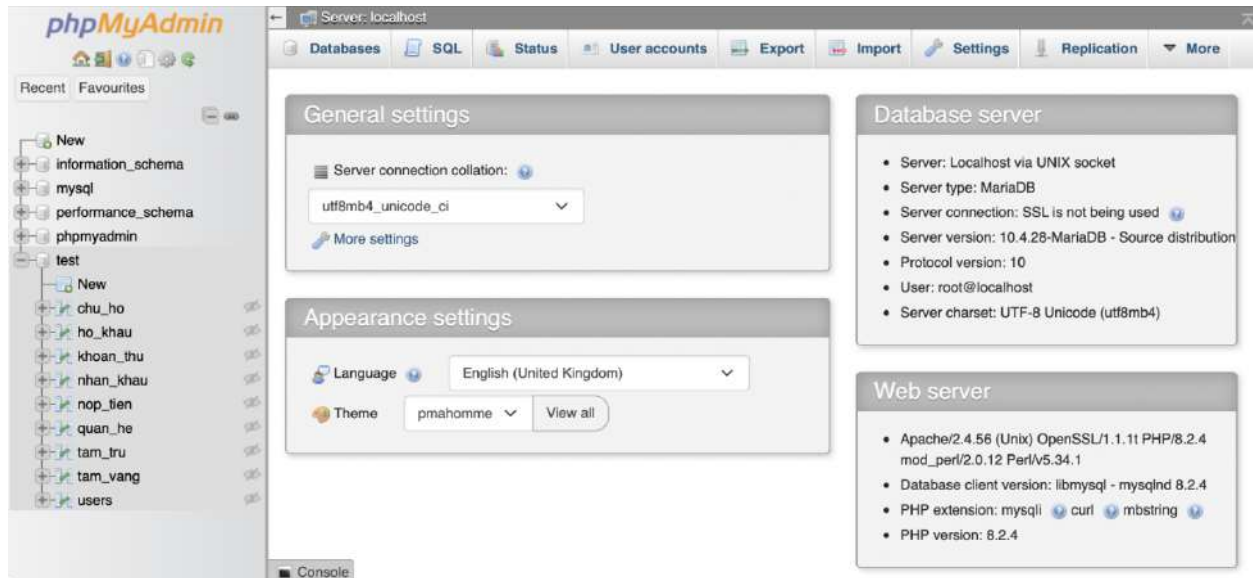 phpMyAdmin
Recent Favourites
New
information_schema
mysql
performance_schema
phpmyadmin
test
New
chu_ho
ho_khau
khoan_thu
nhan_khau
nop_tien
quan_he
tam_tru
tam_vang
users
Server: localhost
Databases SQL Status User accounts Export Import Settings Replication More
General settings
Server connection collation:
utf8mb4_unicode_ci
More settings
Appearance settings
Language English (United Kingdom)
Theme pmahomme View all
Database server
• Server: Localhost via UNIX socket
• Server type: MariaDB
• Server connection: SSL is not being used
• Server version: 10.4.28-MariaDB - Source distribution
• Protocol version: 10
• User: root@localhost
• Server charset: UTF-8 Unicode (utf8mb4)
Web server
• Apache/2.4.56 (Unix) OpenSSL/1.1.1t PHP/8.2.4
mod_perl/2.0.12 Perl/v5.34.1
• Database client version: libmysql - mysqlnd 8.2.4
• PHP extension: mysqli curl mbstring
• PHP version: 8.2.4
Console